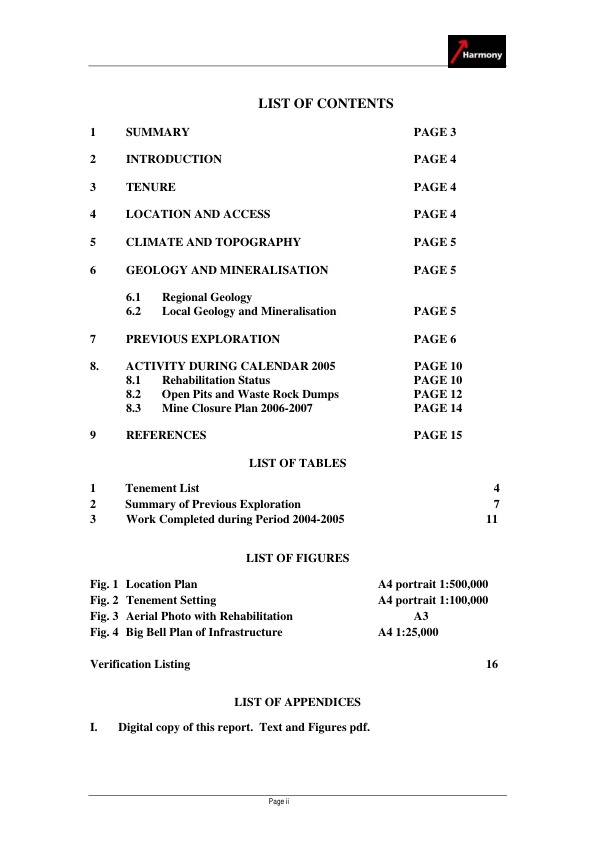 Harmony
LIST OF CONTENTS
1 SUMMARY PAGE 3
2 INTRODUCTION PAGE 4
3 TENURE PAGE 4
4 LOCATION AND ACCESS PAGE 4
5 CLIMATE AND TOPOGRAPHY PAGE 5
6 GEOLOGY AND MINERALISATION PAGE 5
6.1 Regional Geology
6.2 Local Geology and Mineralisation PAGE 5
7 PREVIOUS EXPLORATION PAGE 6
8. ACTIVITY DURING CALENDAR 2005 PAGE 10
8.1 Rehabilitation Status PAGE 10
8.2 Open Pits and Waste Rock Dumps PAGE 12
8.3 Mine Closure Plan 2006-2007 PAGE 14
9 REFERENCES PAGE 15
LIST OF TABLES
1 Tenement List 4
2 Summary of Previous Exploration 7
3 Work Completed during Period 2004-2005 11
LIST OF FIGURES
Fig. 1 Location Plan A4 portrait 1:500,000
Fig. 2 Tenement Setting A4 portrait 1:100,000
Fig. 3 Aerial Photo with Rehabilitation A3
Fig. 4 Big Bell Plan of Infrastructure A4 1:25,000
Verification Listing 16
LIST OF APPENDICES
I. Digital copy of this report. Text and Figures pdf.
Page ii